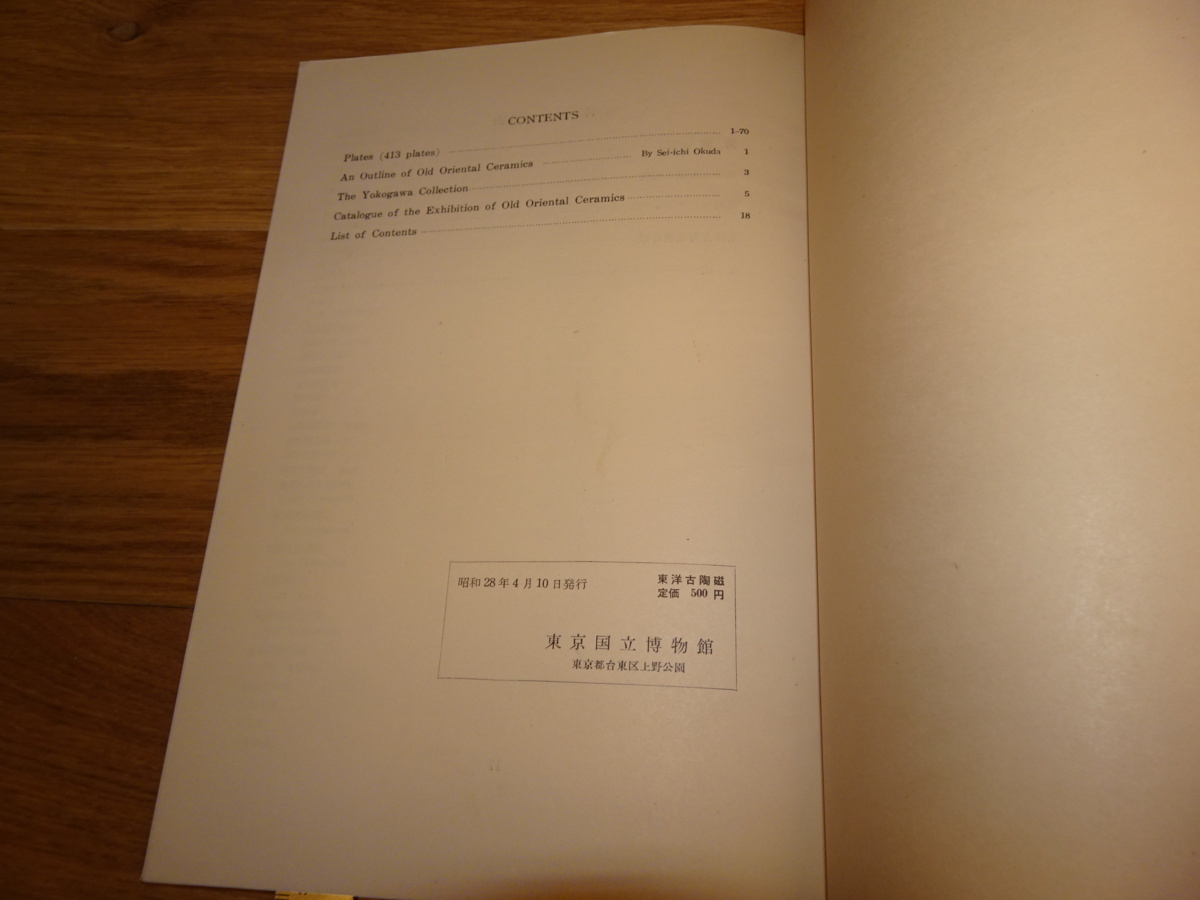 CONTENTS
Plates (413 plates) 1-70
An Outline of Old Oriental Ceramics By Sei-ichi Okuda 1
The Yokogawa Collection 3
Catalogue of the Exhibition of Old Oriental Ceramics 5
List of Contents 18
昭和28年4月10日発行
東洋古陶磁
定価 500 円
東京国立博物館
東京都台東区上野公園